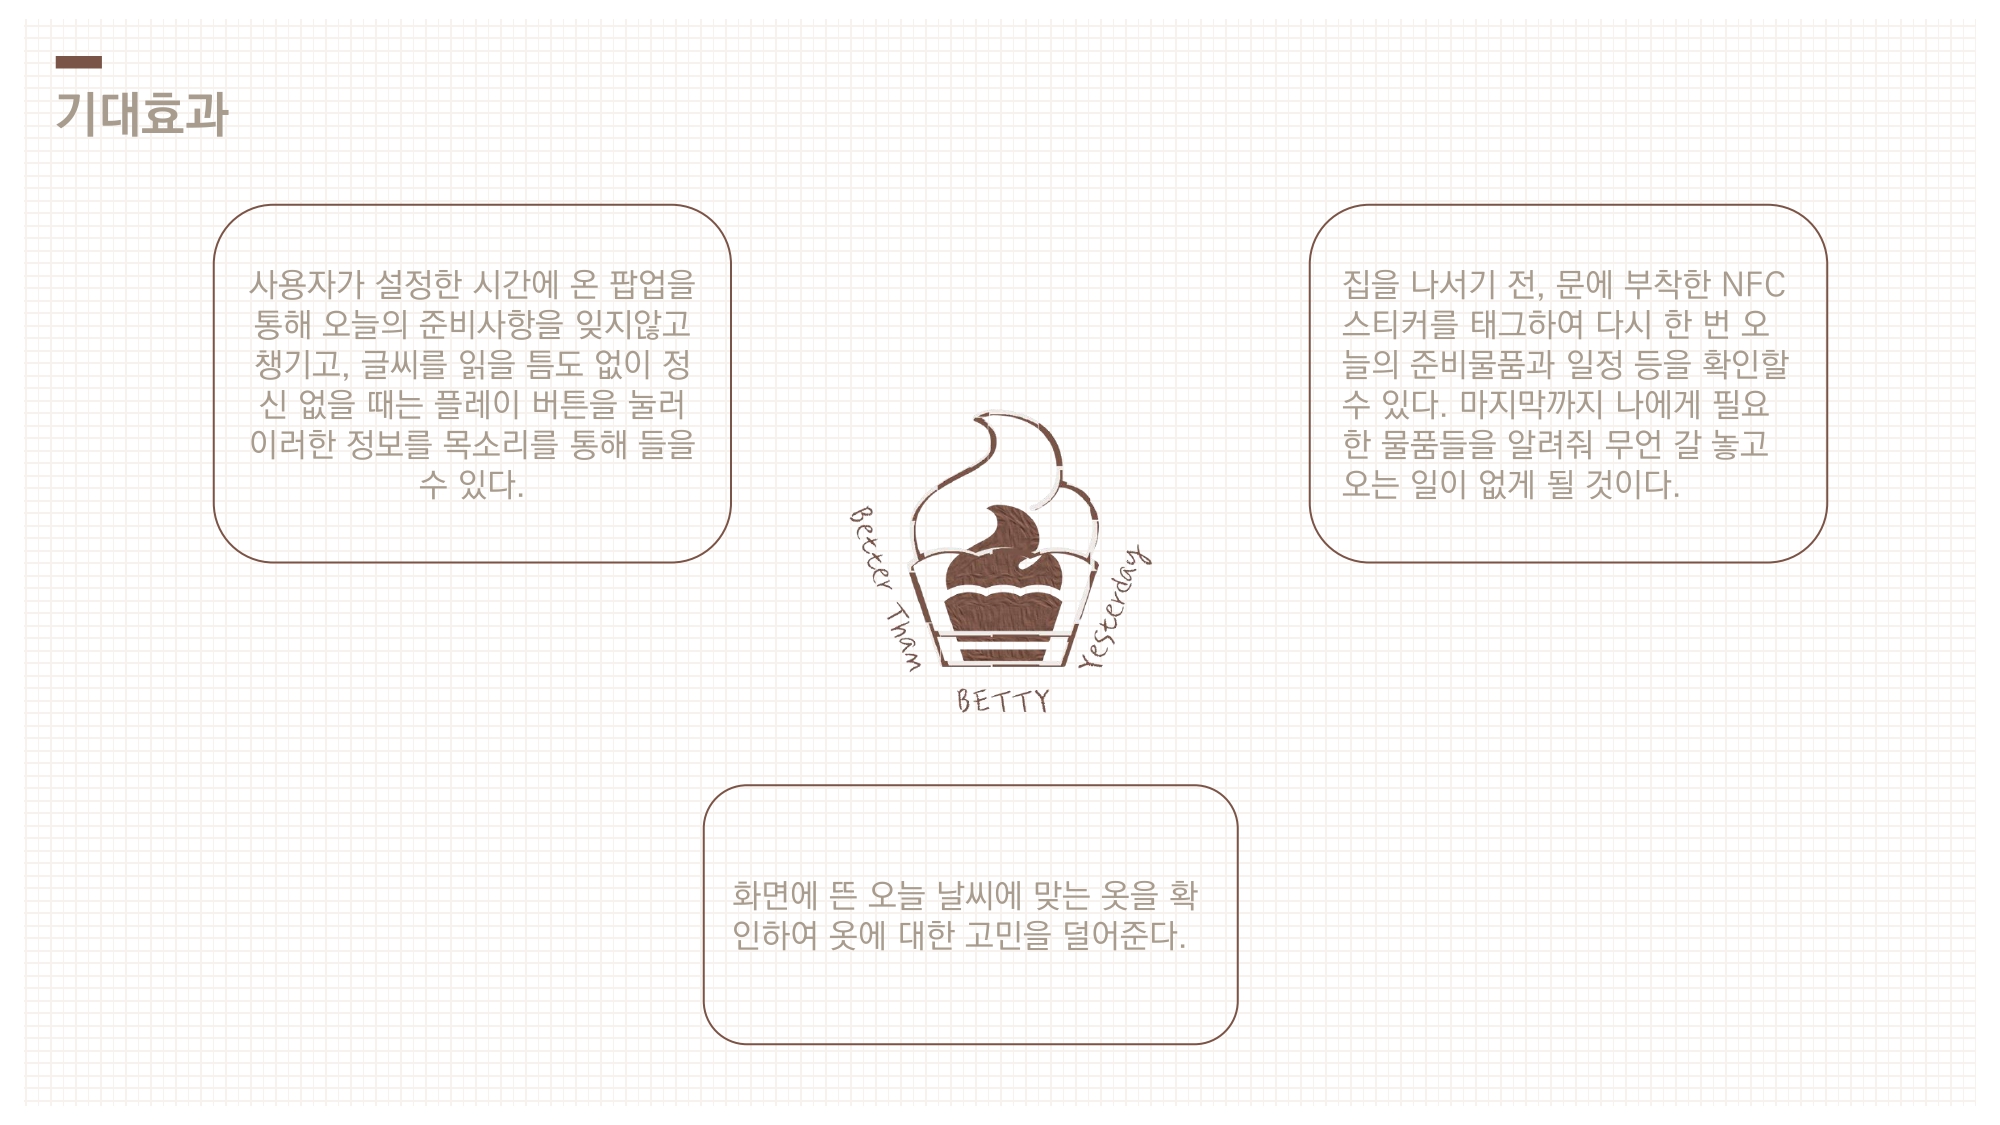 기대효과
사용자가 설정한 시간에 온 팝업을
통해 오늘의 준비사항을 잊지않고
챙기고, 글씨를 읽을 틈도 없이 정
신 없을 때는 플레이 버튼을 눌러
이러한 정보를 목소리를 통해 들을
수 있다.
집을 나서기 전, 문에 부착한 NFC
스티커를 태그하여 다시 한 번 오
늘의 준비물품과 일정 등을 확인할
수 있다. 마지막까지 나에게 필요
한 물품들을 알려줘 무언 갈 놓고
오는 일이 없게 될 것이다.
Better Than
Yesterday
BETTY
화면에 뜬 오늘 날씨에 맞는 옷을 확
인하여 옷에 대한 고민을 덜어준다.